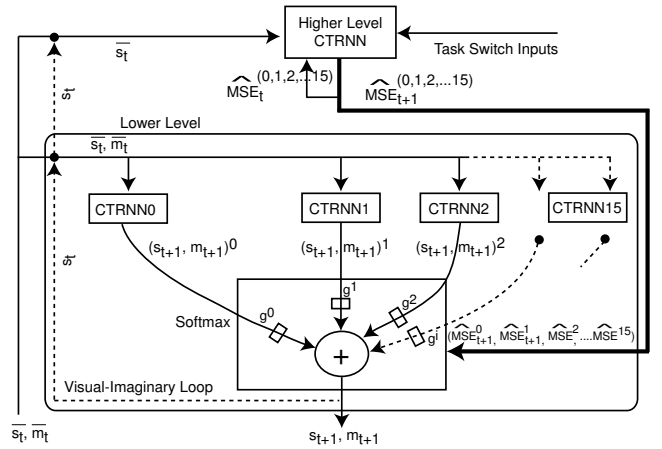 Higher Level
CTRNN
Task Switch Inputs
s̅t̅
M͡SEt(0,1,2,...15)
M͡SEt+1(0,1,2,...15)
st
Lower Level
s̅t̅, m̅t̅
CTRNN0
CTRNN1
CTRNN2
CTRNN15
(st+1, mt+1)0
(st+1, mt+1)1
(st+1, mt+1)2
st
Softmax
g0
g1
g2
gi
(M͡SE0t+1, M͡SE1t+1, M͡SE2, ....M͡SE15)
+
Visual-Imaginary Loop
s̅t̅, m̅t̅
st+1, mt+1